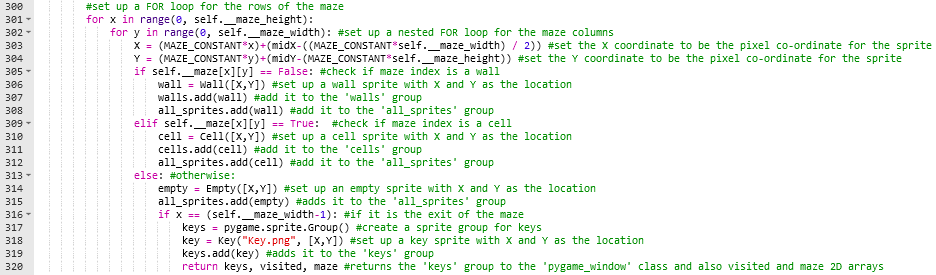 300 #set up a FOR loop for the rows of the maze
301 for x in range(0, self.__maze_height):
302 for y in range(0, self.__maze_width): #set up a nested FOR loop for the maze columns
303 X = (MAZE_CONSTANT*x)+(midX-((MAZE_CONSTANT*self.__maze_width) / 2)) #set the X coordinate to be the pixel co-ordinate for the sprite
304 Y = (MAZE_CONSTANT*y)+(midY-(MAZE_CONSTANT*self.__maze_height)) #set the Y coordinate to be the pixel co-ordinate for the sprite
305 if self.__maze[x][y] == False: #check if maze index is a wall
306 wall = Wall([X,Y]) #set up a wall sprite with X and Y as the location
307 walls.add(wall) #add it to the 'walls' group
308 all_sprites.add(wall) #add it to the 'all_sprites' group
309 elif self.__maze[x][y] == True: #check if maze index is a cell
310 cell = Cell([X,Y]) #set up a cell sprite with X and Y as the location
311 cells.add(cell) #add it to the 'cells' group
312 all_sprites.add(cell) #add it to the 'all_sprites' group
313 else: #otherwise:
314 empty = Empty([X,Y]) #set up an empty sprite with X and Y as the location
315 all_sprites.add(empty) #adds it to the 'all_sprites' group
316 if x == (self.__maze_width-1): #if it is the exit of the maze
317 keys = pygame.sprite.Group() #create a sprite group for keys
318 key = Key("Key.png", [X,Y]) #set up a key sprite with X and Y as the location
319 keys.add(key) #adds it to the 'keys' group
320 return keys, visited, maze #returns the 'keys' group to the 'pygame_window' class and also visited and maze 2D arrays